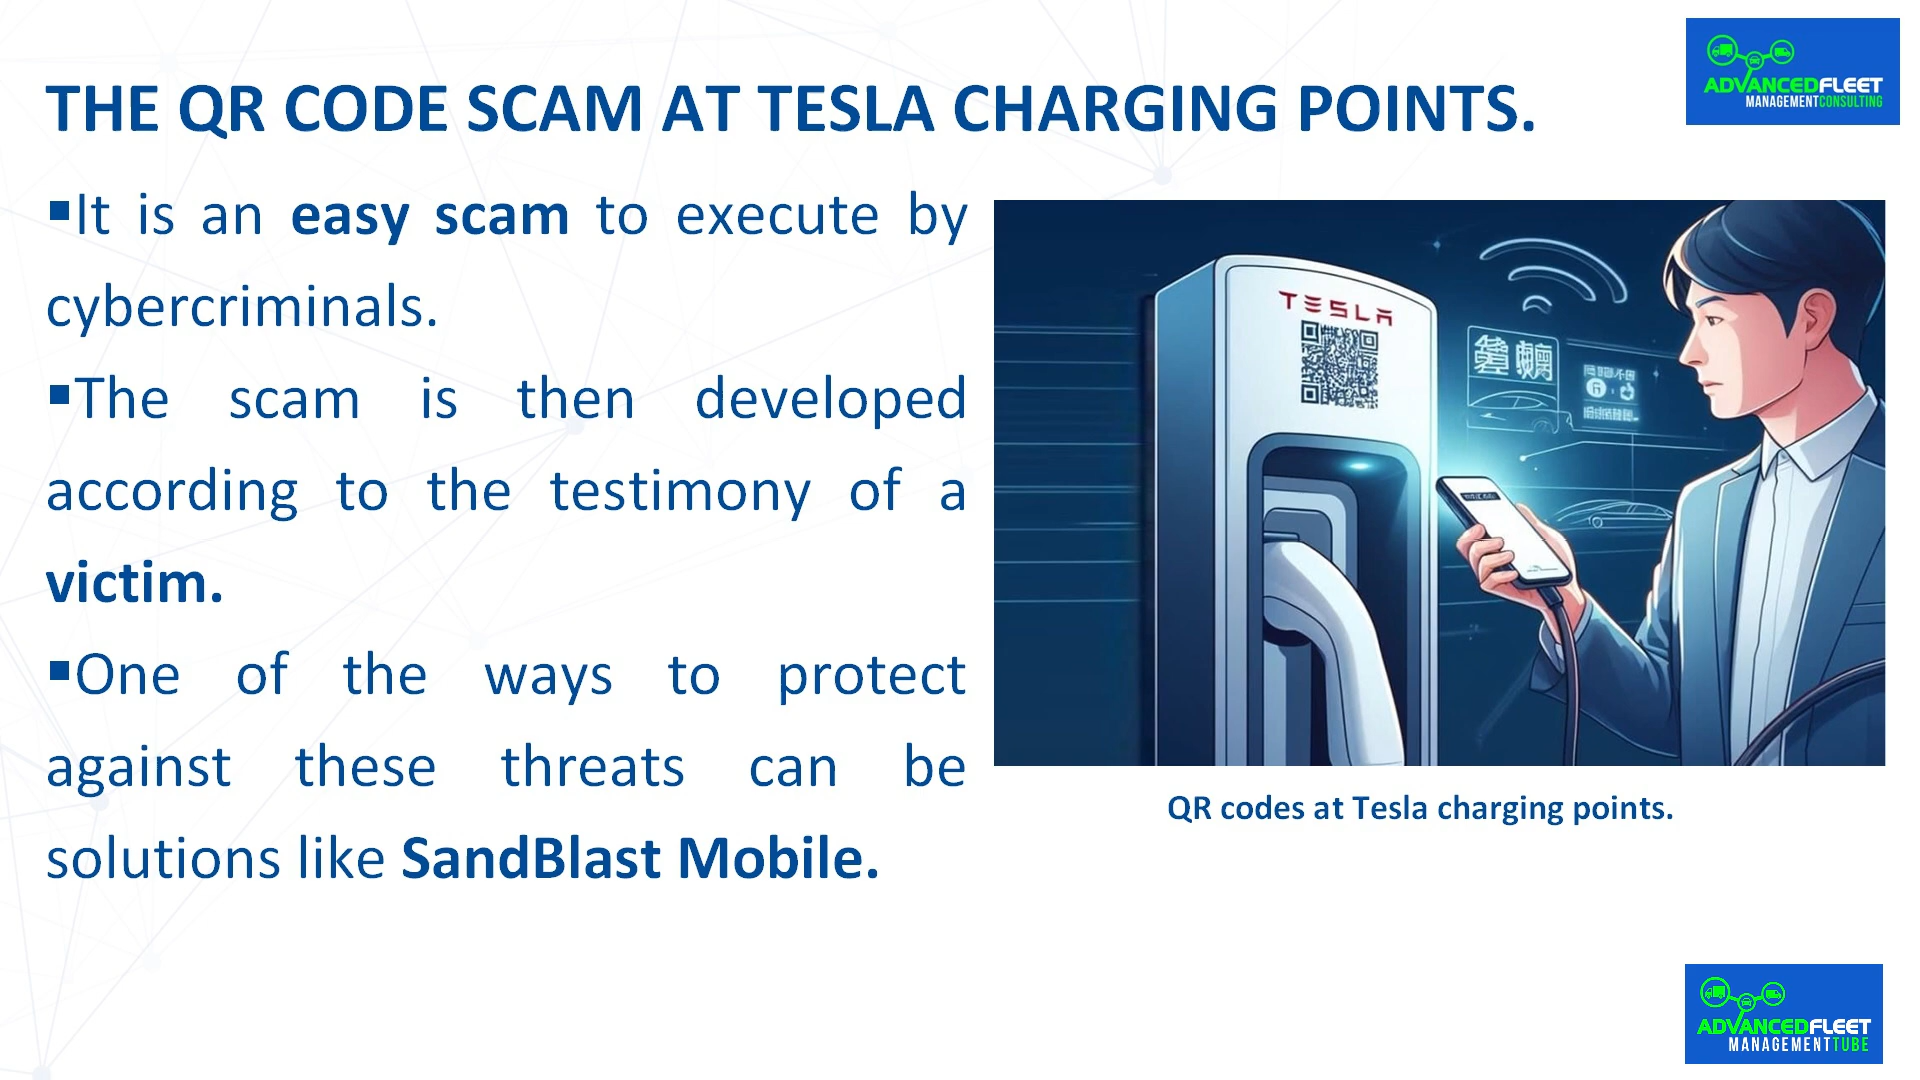 THE QR CODE SCAM AT TESLA CHARGING POINTS.
ADVANCEDFLEET
MANAGEMENTCONSULTING
▪It is an easy scam to execute by
cybercriminals.
▪The scam is then developed
according to the testimony of a
victim.
▪One of the ways to protect
against these threats can be
solutions like SandBlast Mobile.
TESLA
QR codes at Tesla charging points.
ADVANCEDFLEET
MANAGEMENTTUBE